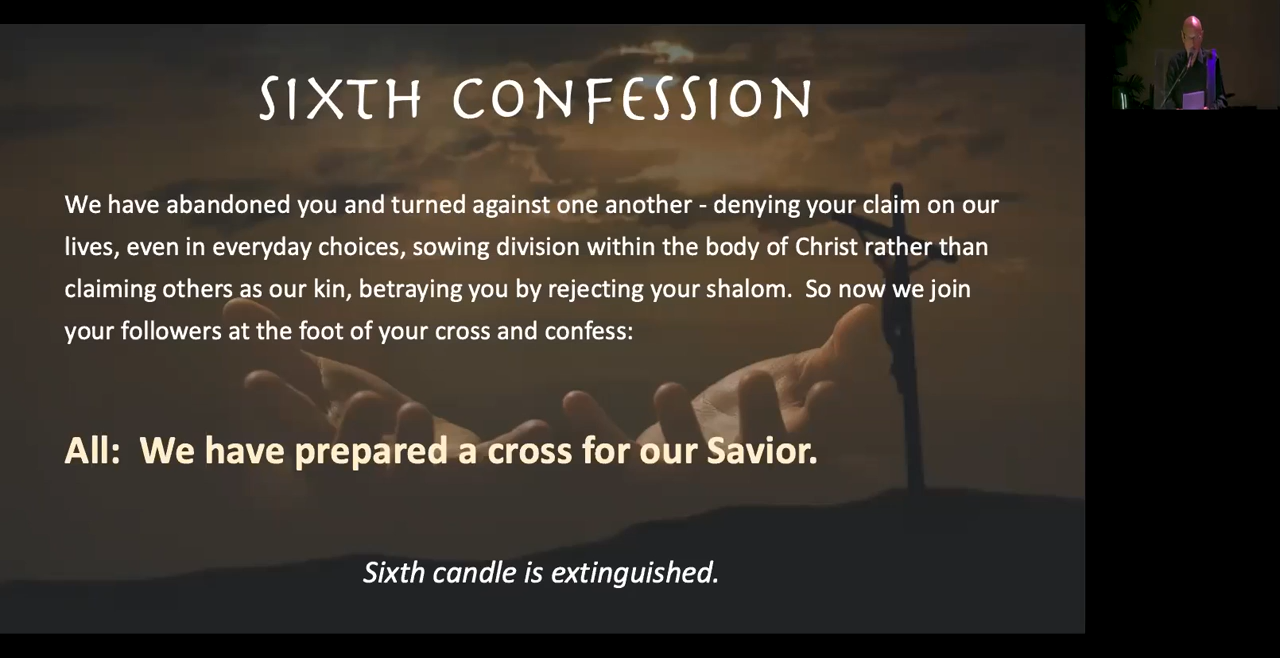 SIXTH CONFESSION
We have abandoned you and turned against one another - denying your claim on our
lives, even in everyday choices, sowing division within the body of Christ rather than
claiming others as our kin, betraying you by rejecting your shalom.  So now we join
your followers at the foot of your cross and confess:
All:  We have prepared a cross for our Savior.
Sixth candle is extinguished.